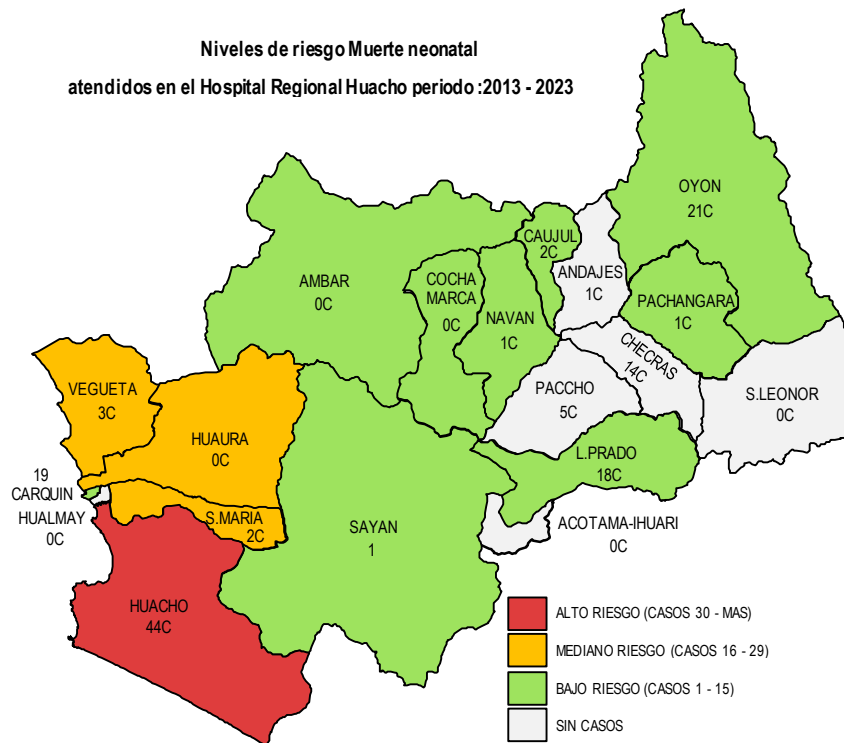 Niveles de riesgo Muerte neonatal
atendidos en el Hospital Regional Huacho periodo :2013 - 2023
OYON
21C
CAUJUL
2C
ANDAJES
1C
AMBAR
0C
COCHA
MARCA
0C
NAVAN
1C
PACHANGARA
1C
CHECRAS
14C
VEGUETA
3C
PACCHO
5C
S.LEONOR
0C
HUAURA
0C
L.PRADO
18C
19
CARQUIN
HUALMAY
0C
S.MARIA
2C
SAYAN
1
ACOTAMA-IHUARI
0C
HUACHO
44C
ALTO RIESGO (CASOS 30 - MAS)
MEDIANO RIESGO (CASOS 16 - 29)
BAJO RIESGO (CASOS 1 - 15)
SIN CASOS